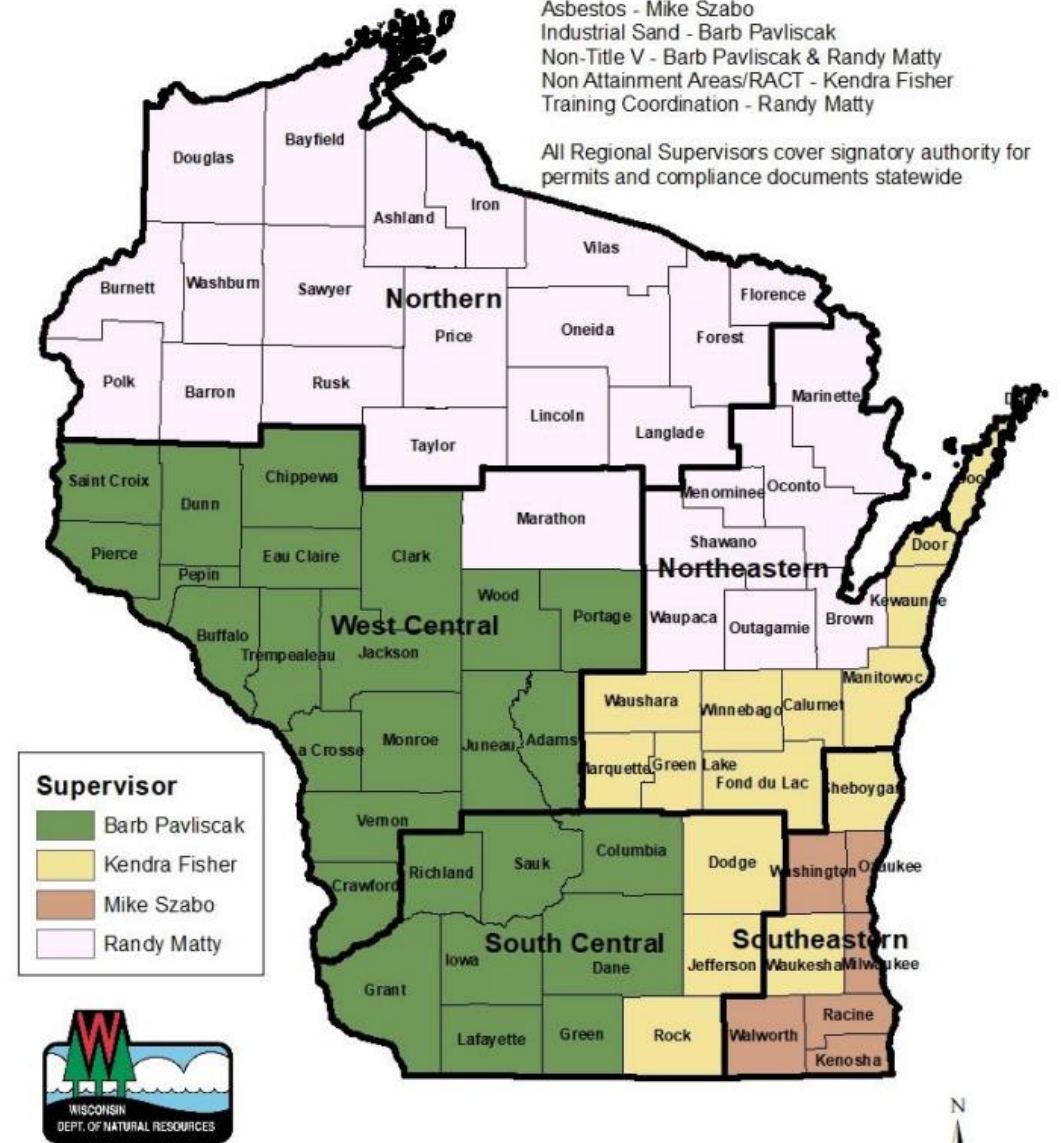 Asbestos - Mike Szabo
Industrial Sand - Barb Pavliscak
Non-Title V - Barb Pavliscak & Randy Matty
Non Attainment Areas/RACT - Kendra Fisher
Training Coordination - Randy Matty
All Regional Supervisors cover signatory authority for
permits and compliance documents statewide
Douglas
Bayfield
Ashland
Iron
Vilas
Burnett
Washburn
Sawyer
Northern
Price
Oneida
Forest
Florence
Polk
Barron
Rusk
Lincoln
Langlade
Marinette
Taylor
Saint Croix
Dunn
Chippewa
Marathon
Menominee
Oconto
Pierce
Pepin
Eau Claire
Clark
Shawano
Northeastern
Door
Wood
Portage
Waupaca
Outagamie
Brown
Kewaunee
Buffalo
Trempealeau
West Central
Jackson
Waushara
Winnebago
Calumet
Manitowoc
a Crosse
Monroe
Juneau
Adams
Marquette
Green Lake
Fond du Lac
Sheboygan
Vernon
Crawford
Richland
Sauk
Columbia
Dodge
Washington
Ozaukee
Grant
Iowa
South Central
Dane
Jefferson
Southeastern
Waukesha
Milwaukee
Lafayette
Green
Rock
Walworth
Racine
Kenosha
Supervisor
Barb Pavliscak
Kendra Fisher
Mike Szabo
Randy Matty
W
WISCONSIN
DEPT. OF NATURAL RESOURCES
N